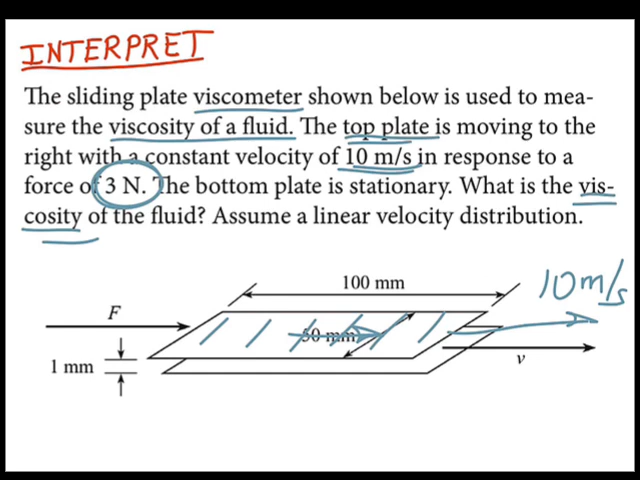 INTERPRET
The sliding plate viscometer shown below is used to mea-
sure the viscosity of a fluid. The top plate is moving to the
right with a constant velocity of 10 m/s in response to a
force of 3 N. The bottom plate is stationary. What is the vis-
cosity of the fluid? Assume a linear velocity distribution.
100 mm
10m/s
F
50 mm
1 mm
v